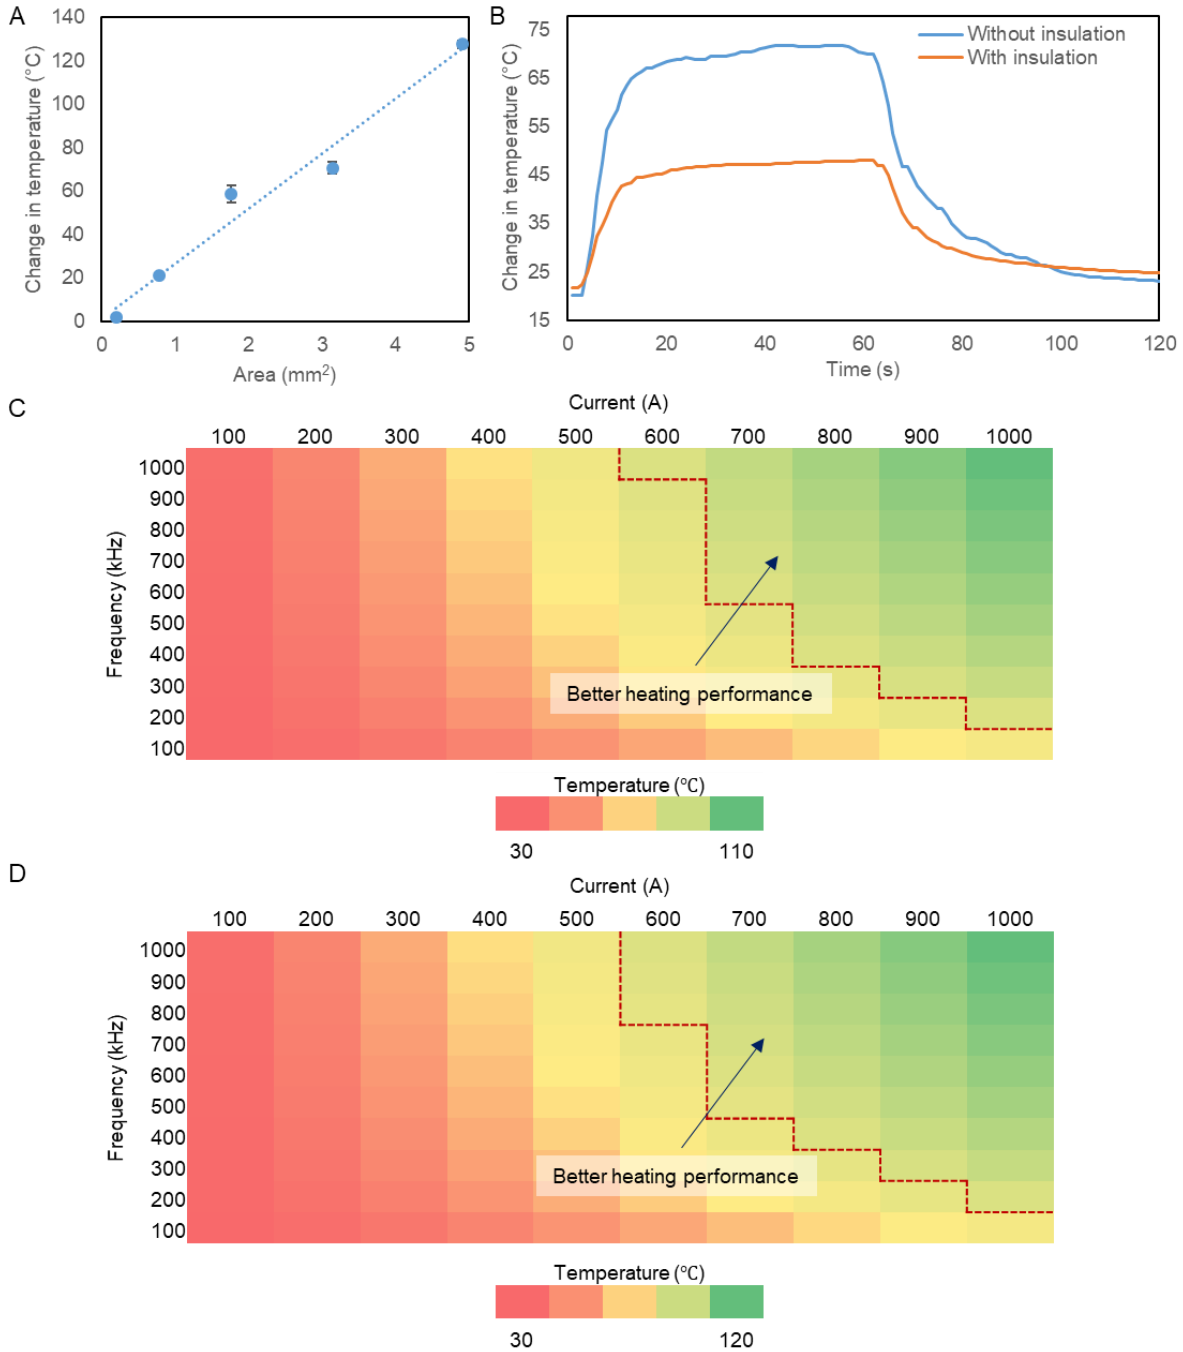 A
140
120
100
80
60
40
20
0
Change in temperature (°C)
0 1 2 3 4 5
Area (mm²)
B
75
65
55
45
35
25
15
Change in temperature (°C)
Without insulation
With insulation
0 20 40 60 80 100 120
Time (s)
C
Current (A)
100 200 300 400 500 600 700 800 900 1000
Frequency (kHz)
1000
900
800
700
600
500
400
300
200
100
Better heating performance
Temperature (℃)
30 110
D
Current (A)
100 200 300 400 500 600 700 800 900 1000
Frequency (kHz)
1000
900
800
700
600
500
400
300
200
100
Better heating performance
Temperature (℃)
30 120